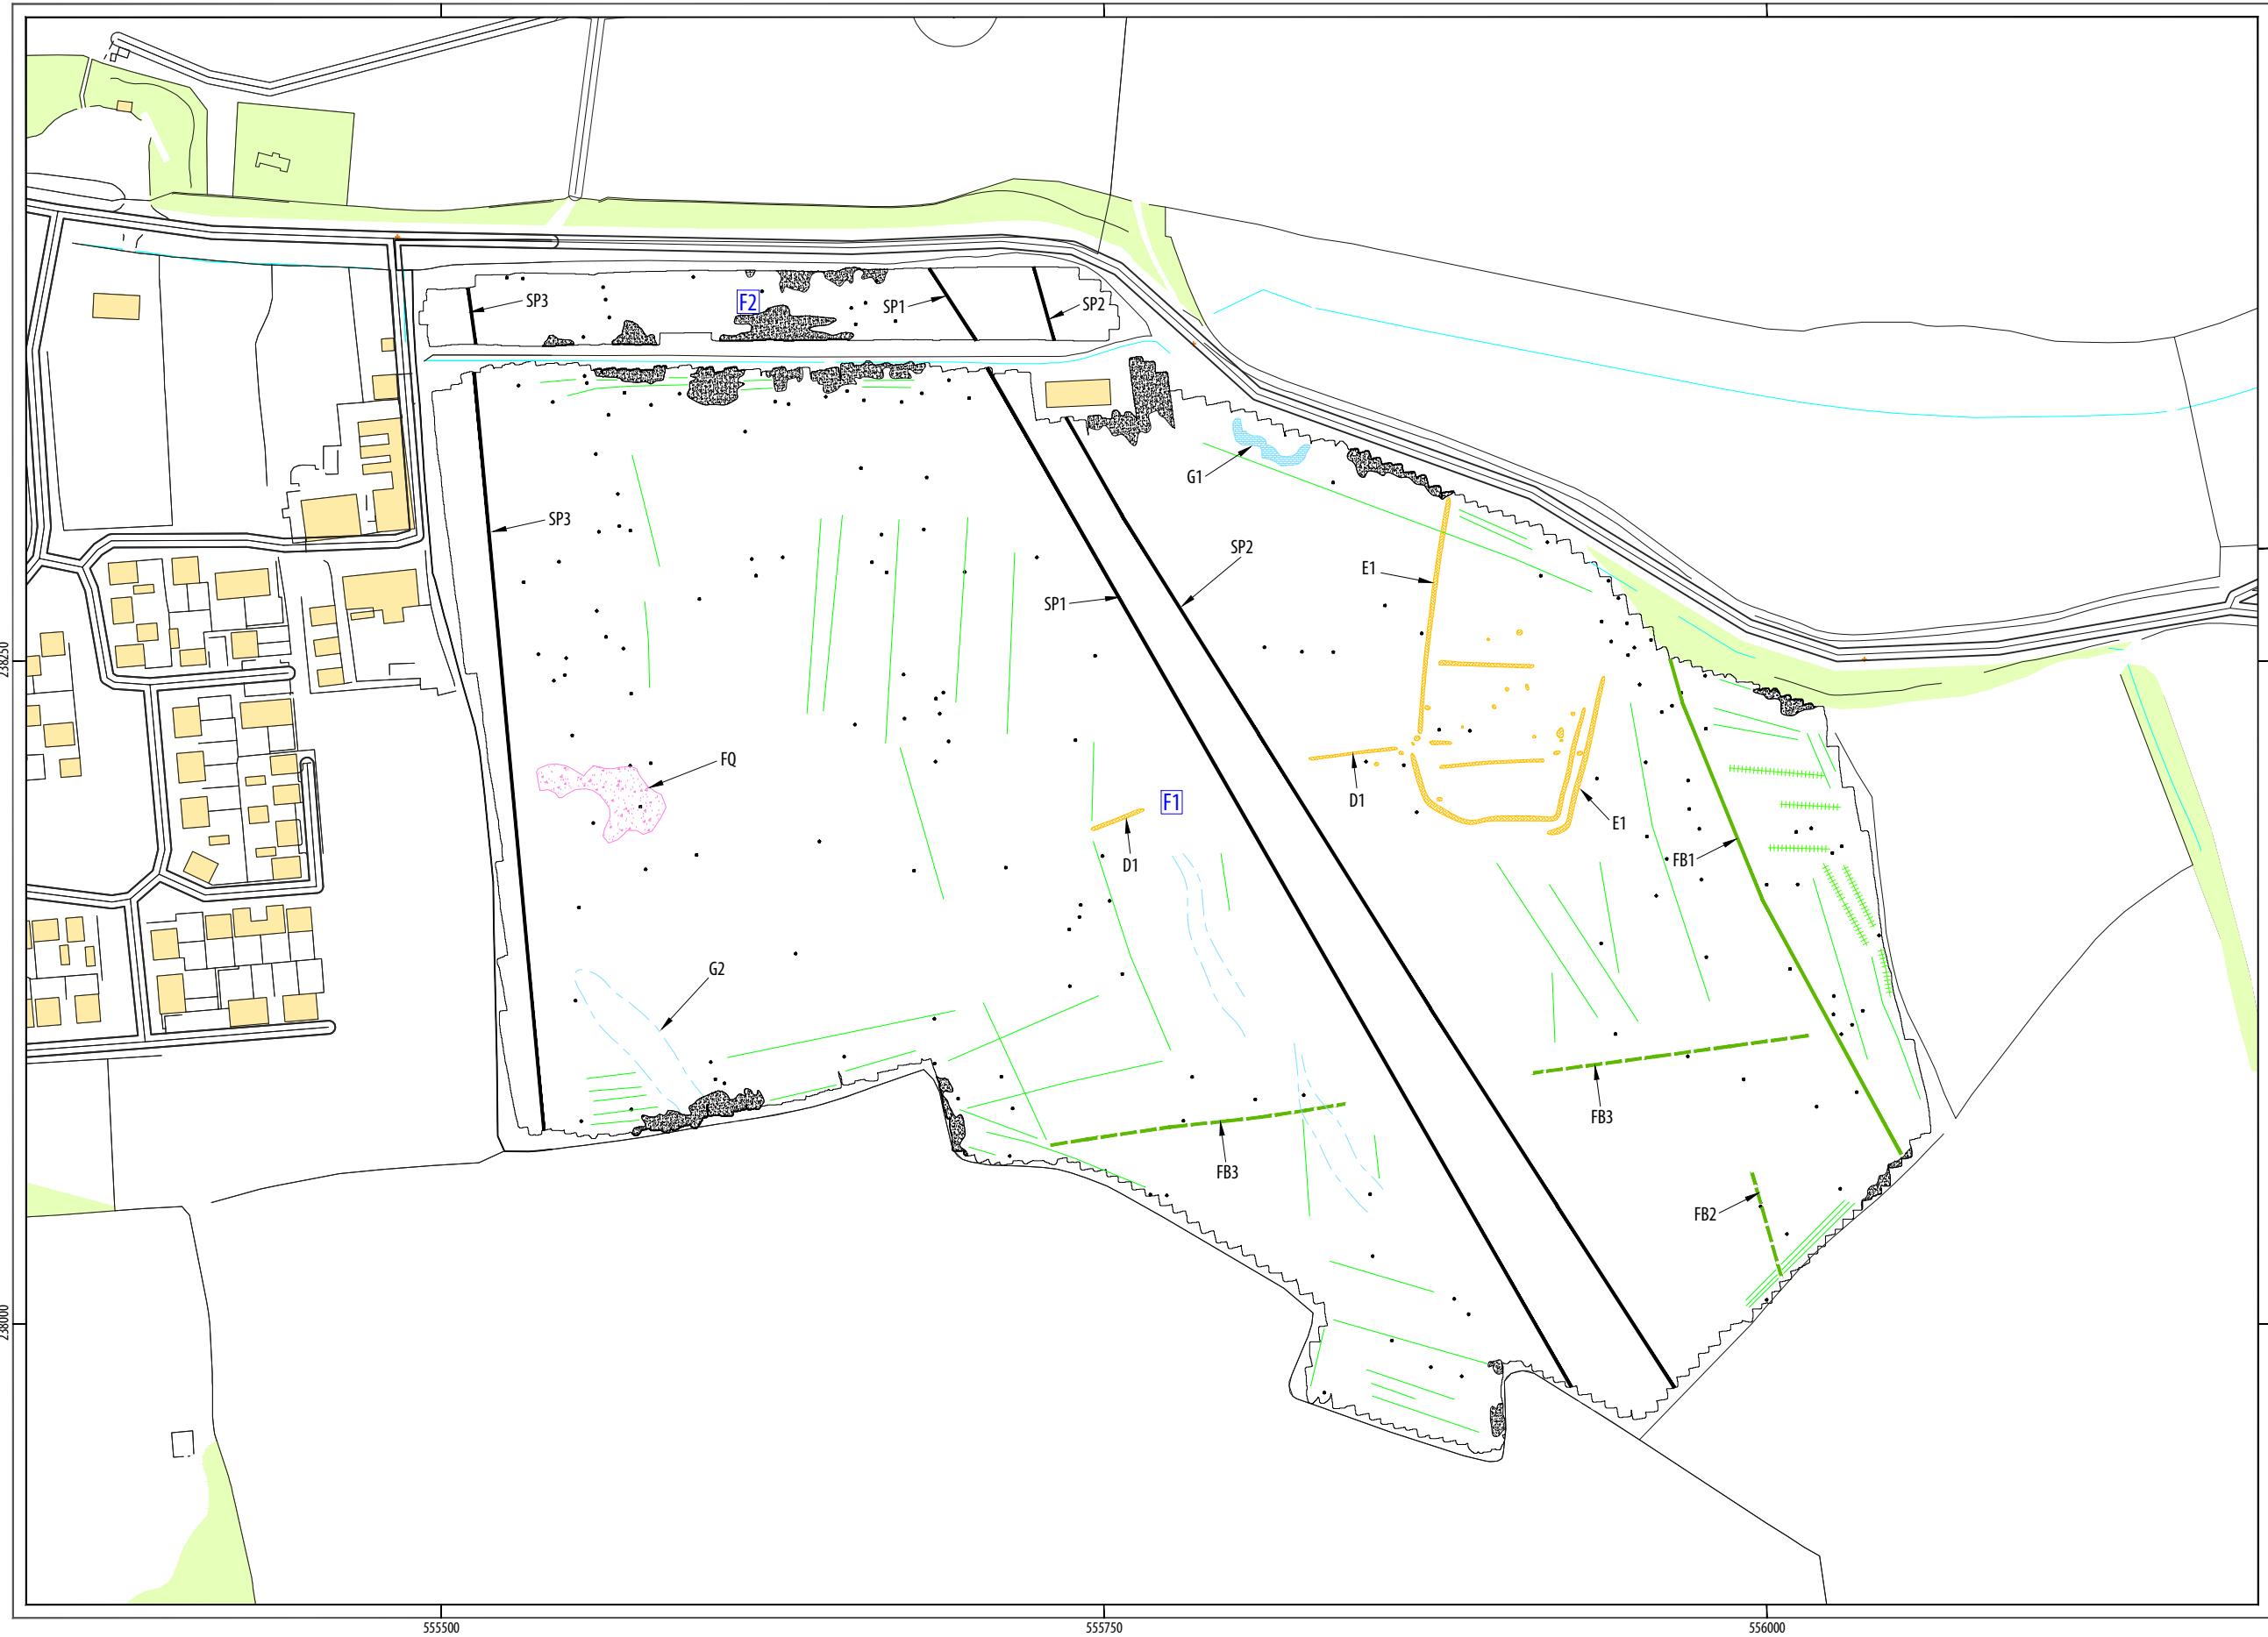 SP3
F2
SP1
SP2
G1
SP3
SP2
E1
SP1
238250
FQ
F1
D1
D1
E1
FB1
G2
FB3
FB3
FB2
238000
555500
555750
556000